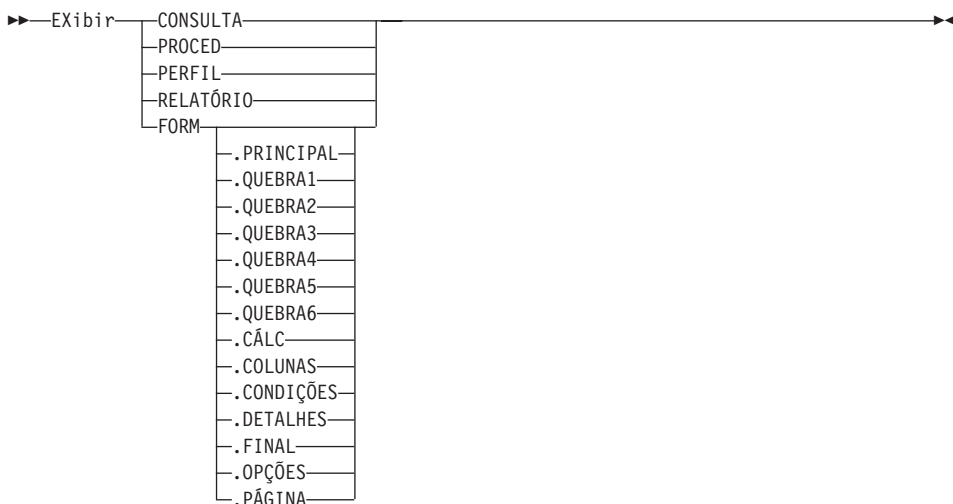 EXibir CONSULTA
PROCED
PERFIL
RELATÓRIO
FORM
.PRINCIPAL
.QUEBRA1
.QUEBRA2
.QUEBRA3
.QUEBRA4
.QUEBRA5
.QUEBRA6
.CÁLC
.COLUNAS
.CONDIÇÕES
.DETALHES
.FINAL
.OPÇÕES
.PÁGINA